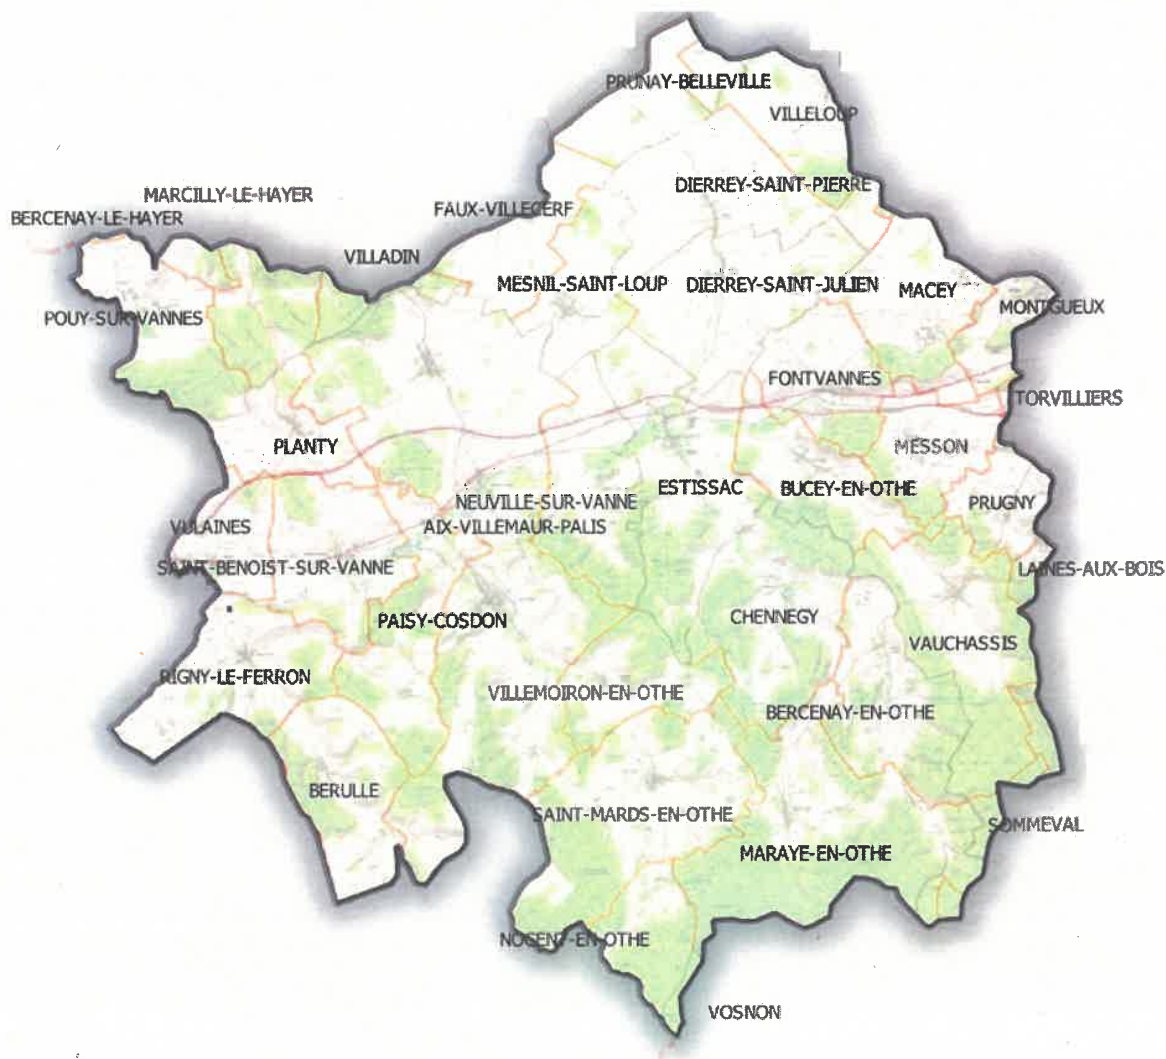 PRUNAY-BELLEVILLE
VILLELOUP
DIERREY-SAINT-PIERRE
MARCILLY-LE-HAYER
FAUX-VILLECERF
BERCENAY-LE-HAYER
VILLADIN
MESNIL-SAINT-LOUP
DIERREY-SAINT-JULIEN
MACEY
MONTGUEUX
POUY-SUR-VANNES
FONTVANNES
TORVILLIERS
PLANTY
MESSON
ESTISSAC
BUCEY-EN-OTHE
NEUVILLE-SUR-VANNE
PRUGNY
VULAINES
AIX-VILLEMAUR-PALIS
SAINT-BENOIST-SUR-VANNE
LAINES-AUX-BOIS
PAISY-COSDON
CHENNEGY
VAUCHASSIS
RIGNY-LE-FERRON
VILLEMOIRON-EN-OTHE
BERCENAY-EN-OTHE
BERULLE
SAINT-MARDS-EN-OTHE
SOMMEVAL
MARAYE-EN-OTHE
NOGENT-EN-OTHE
VOSNON